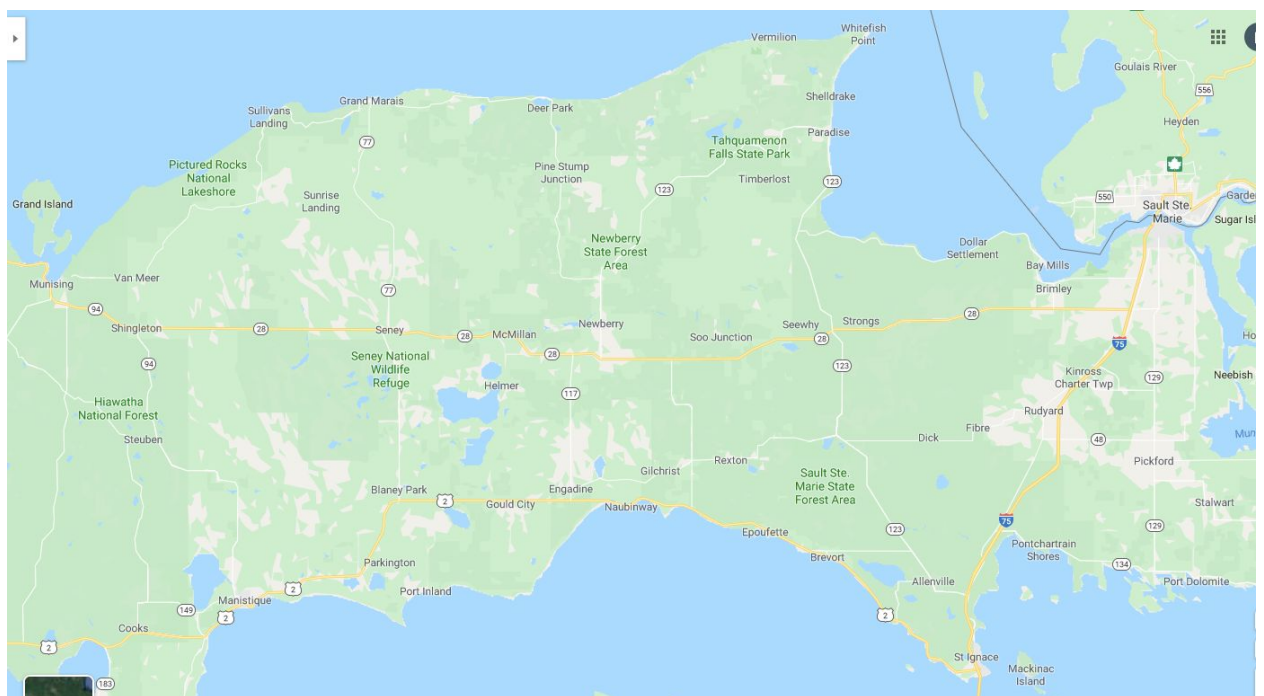 Whitefish
Point
Vermilion
Goulais River
556
Shelldrake
Grand Marais
Deer Park
Sullivans
Landing
Heyden
Paradise
77
Tahquamenon
Falls State Park
Pictured Rocks
National
Lakeshore
Pine Stump
Junction
Timberlost
123
123
Sunrise
Landing
550
Grand Island
Sault Ste.
Marie
Sugar
Newberry
State Forest
Area
Dollar
Settlement
Bay Mills
Van Meer
Munising
Brimley
77
94
28
Shingleton
28
Seney
28
McMillan
Newberry
Soo Junction
Seewhy
Strongs
28
75
28
94
Seney National
Wildlife
Refuge
123
Kinross
Charter Twp
129
Neebish
Helmer
117
Hiawatha
National Forest
Rudyard
Steuben
Dick
Fibre
48
Gilchrist
Rexton
Pickford
Sault Ste.
Marie State
Forest Area
Blaney Park
2
Gould City
Engadine
Naubinway
Stalwart
75
129
123
Epoufette
Brevort
Pontchartrain
Shores
Parkington
134
Allenville
Port Dolomite
2
Port Inland
Manistique
149
2
2
Cooks
2
St Ignace
Mackinac
Island
183